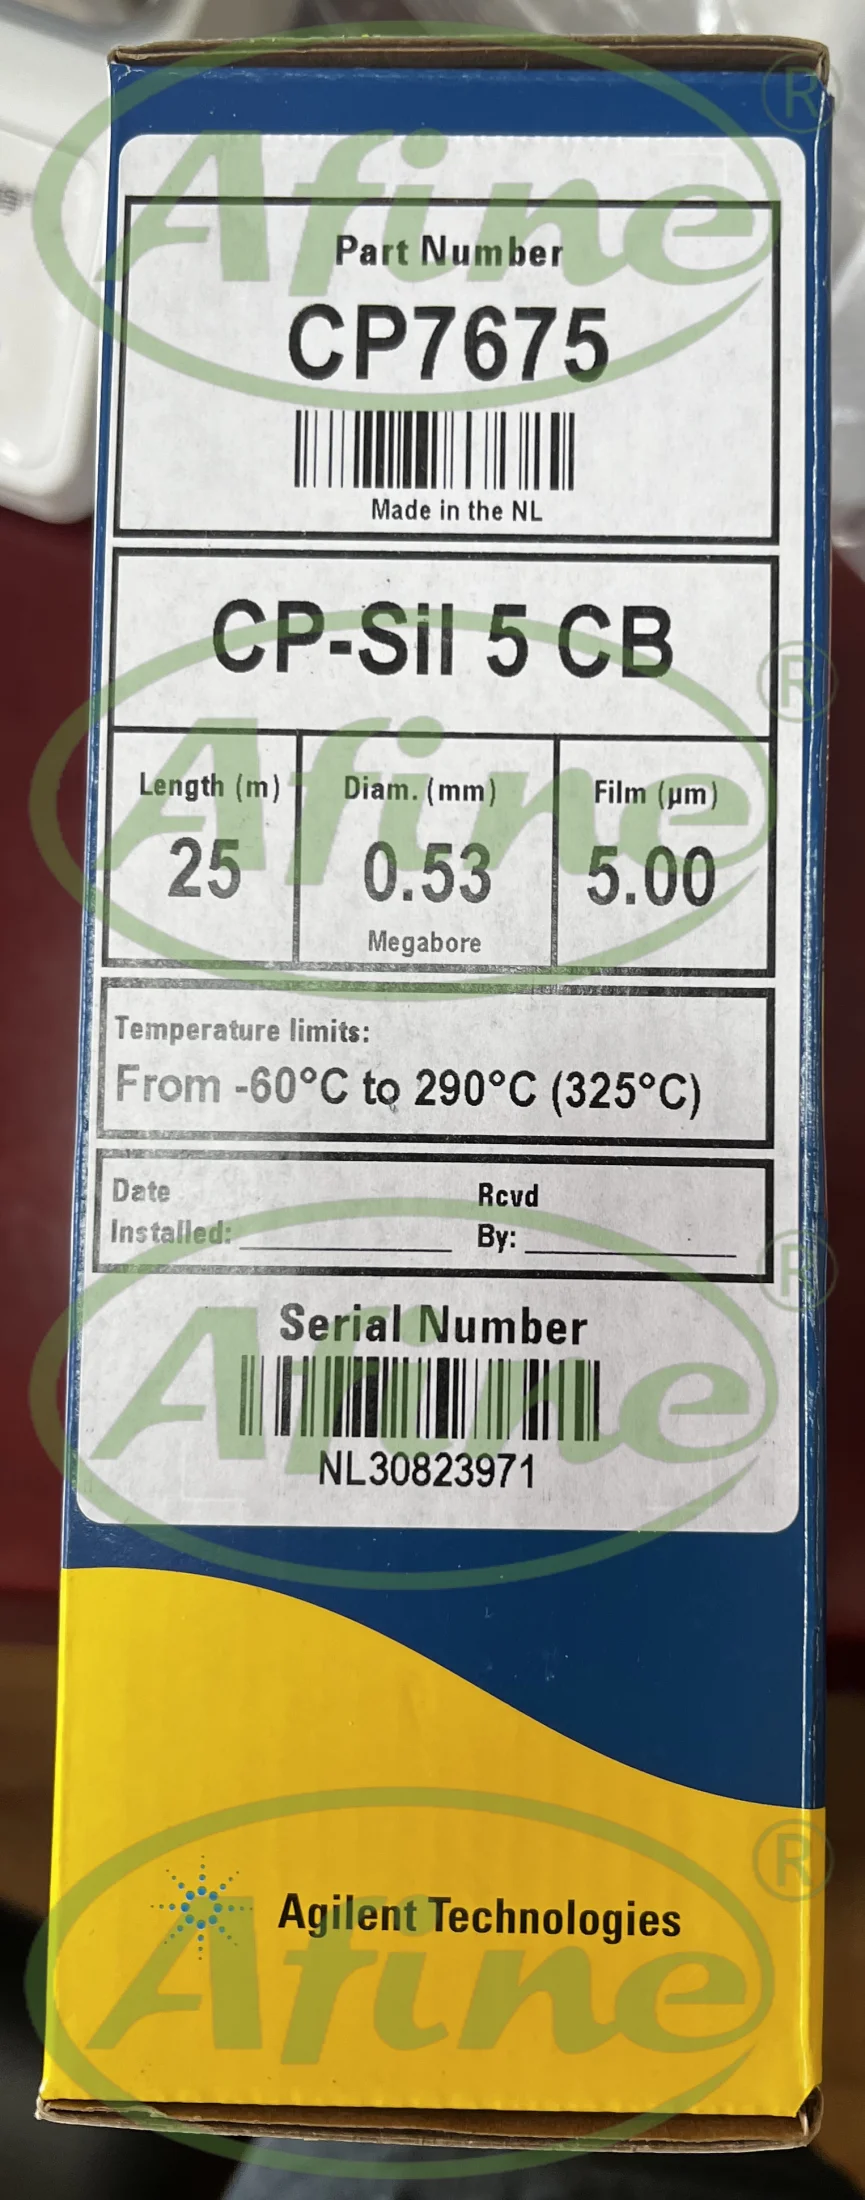 Part Number
CP7675
Made in the NL
CP-Sil 5 CB
Length (m) Diam. (mm) Film (µm)
25 0.53 5.00
Megabore
Temperature limits:
From -60°C to 290°C (325°C)
Date Rcvd
Installed: By:
Serial Number
NL30823971
Agilent Technologies
Afine ®
Afine ®
Afine ®
Afine ®